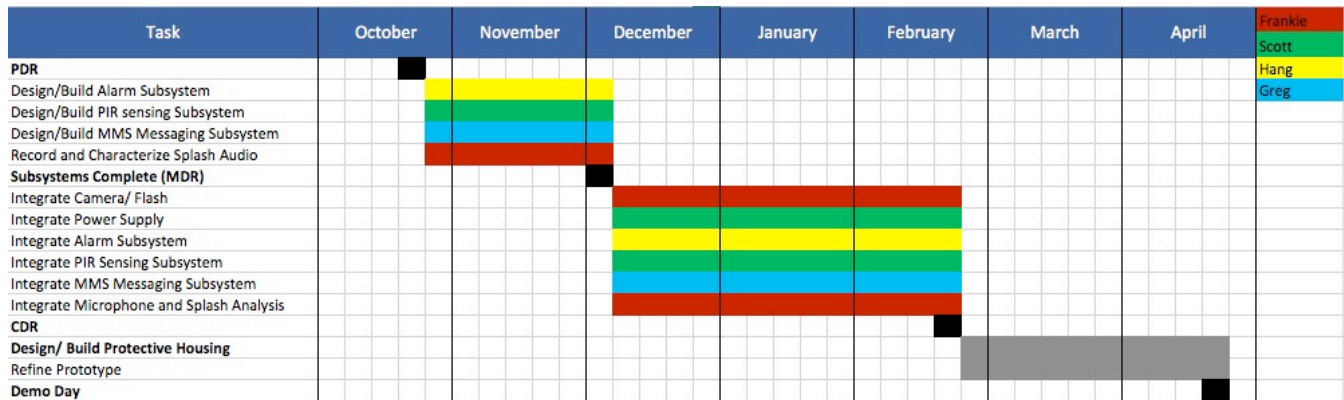 Task October November December January February March April Frankie
Scott
PDR Hang
Design/Build Alarm Subsystem Greg
Design/Build PIR sensing Subsystem
Design/Build MMS Messaging Subsystem
Record and Characterize Splash Audio
Subsystems Complete (MDR)
Integrate Camera/ Flash
Integrate Power Supply
Integrate Alarm Subsystem
Integrate PIR Sensing Subsystem
Integrate MMS Messaging Subsystem
Integrate Microphone and Splash Analysis
CDR
Design/ Build Protective Housing
Refine Prototype
Demo Day